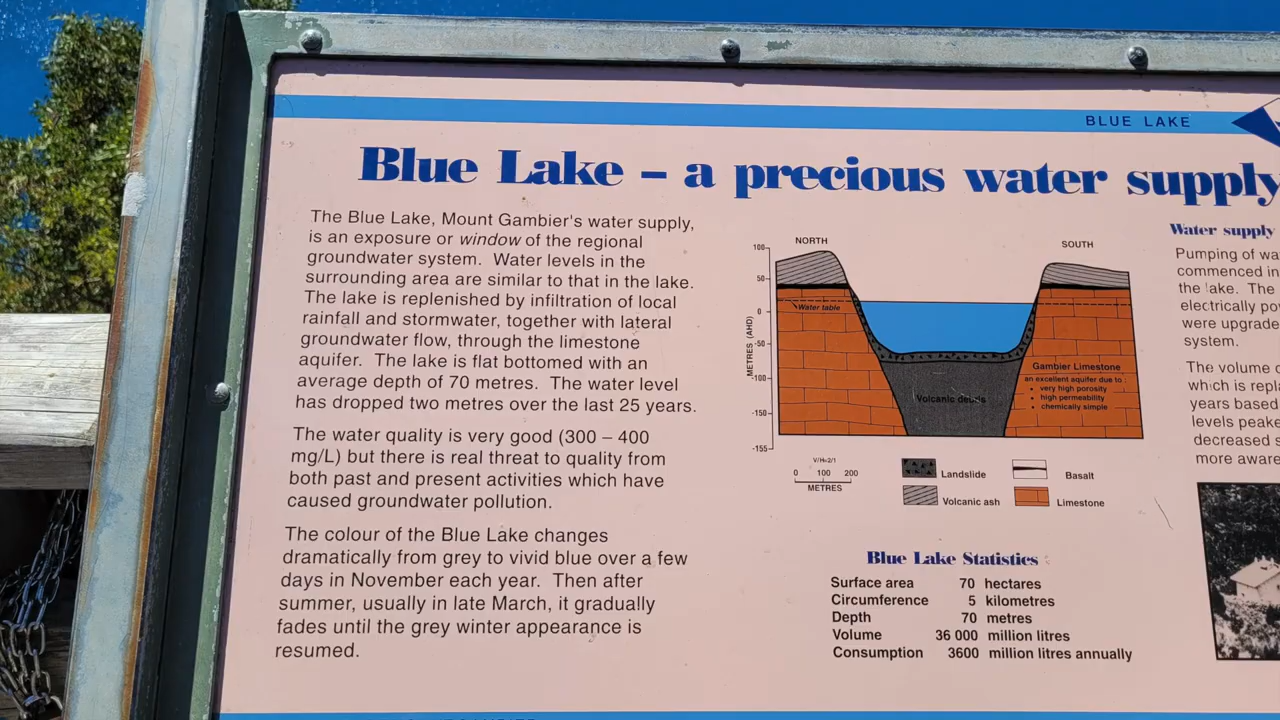 BLUE LAKE
Blue Lake – a precious water supply
The Blue Lake, Mount Gambier's water supply,
is an exposure or window of the regional
groundwater system. Water levels in the
surrounding area are similar to that in the lake.
The lake is replenished by infiltration of local
rainfall and stormwater, together with lateral
groundwater flow, through the limestone
aquifer. The lake is flat bottomed with an
average depth of 70 metres. The water level
has dropped two metres over the last 25 years.
The water quality is very good (300 – 400
mg/L) but there is real threat to quality from
both past and present activities which have
caused groundwater pollution.
The colour of the Blue Lake changes
dramatically from grey to vivid blue over a few
days in November each year. Then after
summer, usually in late March, it gradually
fades until the grey winter appearance is
resumed.
NORTH
SOUTH
METRES (AHD)
100
50
0
-50
-100
-150
-155
Water table
Volcanic debris
Gambier Limestone
an excellent aquifer due to :
• very high porosity
• high permeability
• chemically simple
V/H=2/1
0 100 200
METRES
Landslide
Basalt
Volcanic ash
Limestone
Blue Lake Statistics
Surface area 70 hectares
Circumference 5 kilometres
Depth 70 metres
Volume 36 000 million litres
Consumption 3600 million litres annually
Water supply
Pumping of
commenced in
the lake. The
electrically
were
system.
The volume
which is
years based
levels
decreased
more aware